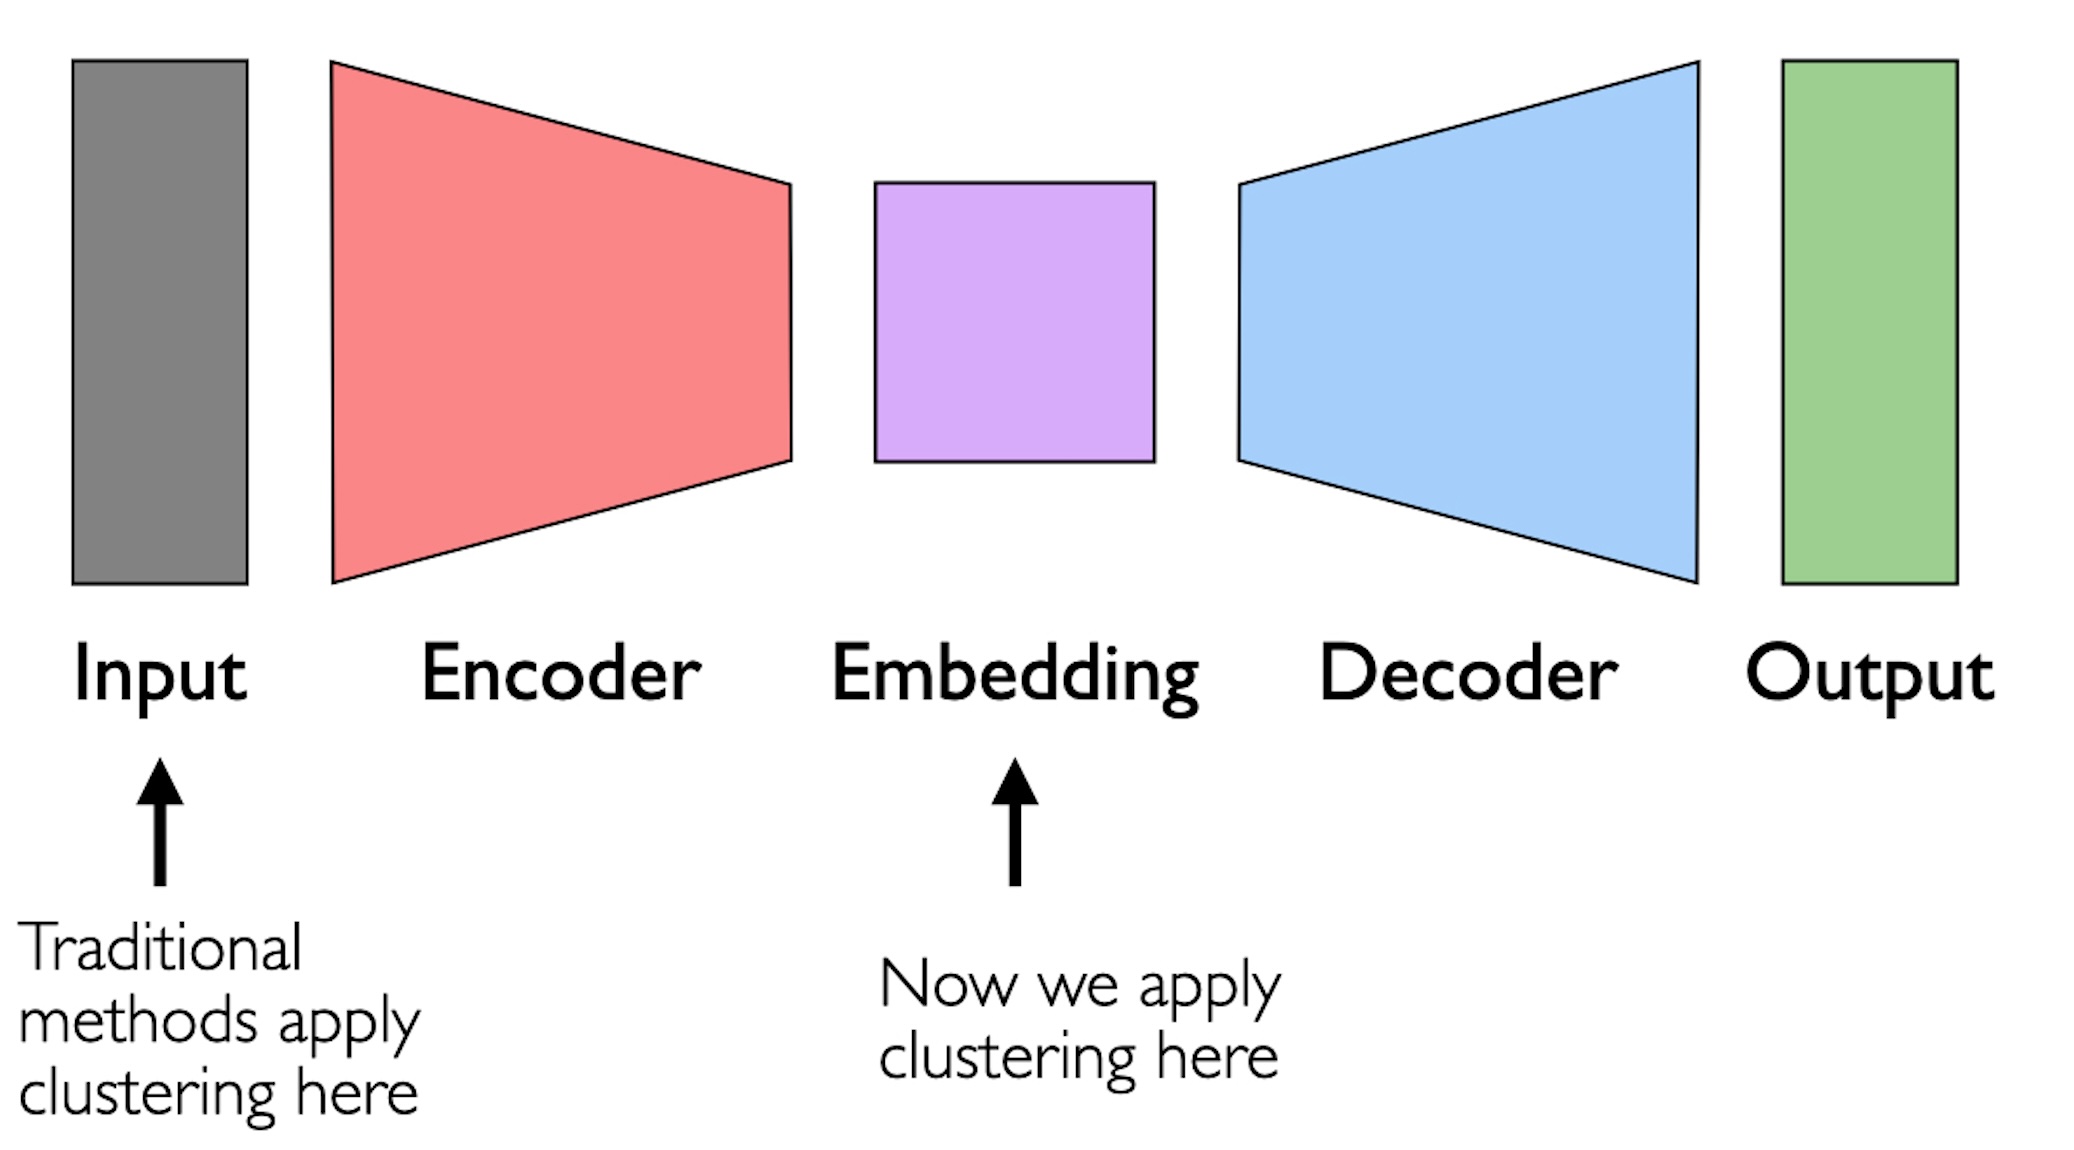 Input Encoder Embedding Decoder Output
Traditional
methods apply
clustering here
Now we apply
clustering here